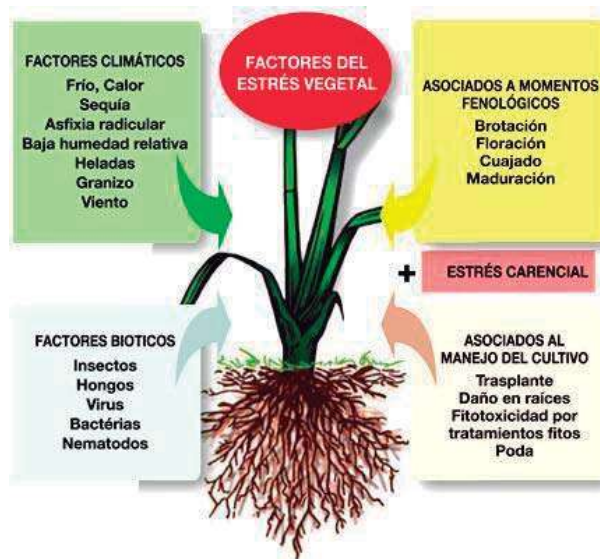 FACTORES DEL
ESTRÉS VEGETAL
FACTORES CLIMÁTICOS
Frío, Calor
Sequía
Asfixia radicular
Baja humedad relativa
Heladas
Granizo
Viento
ASOCIADOS A MOMENTOS
FENOLÓGICOS
Brotación
Floración
Cuajado
Maduración
+ ESTRÉS CARENCIAL
FACTORES BIOTICOS
Insectos
Hongos
Virus
Bactérias
Nematodos
ASOCIADOS AL
MANEJO DEL CULTIVO
Trasplante
Daño en raíces
Fitotoxicidad por
tratamientos fitos
Poda